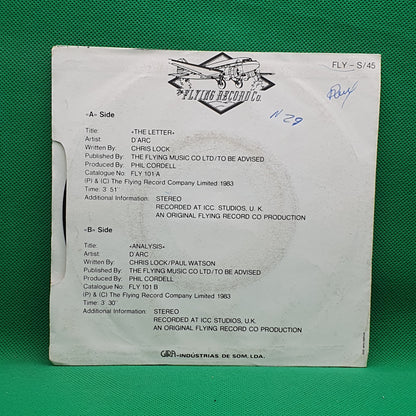 FLYING RECORD Co.
FLY – S/45
N 29
«A» Side
Title: «THE LETTER»
Artist: D'ARC
Written By: CHRIS LOCK
Published By: THE FLYING MUSIC CO LTD/TO BE ADVISED
Produced By: PHIL CORDELL
Catalogue No: FLY 101 A
(P) & (C) The Flying Record Company Limited 1983
Time: 3 51´
Additional Information: STEREO
RECORDED AT ICC. STUDIOS, U. K.
AN ORIGINAL FLYING RECORD CO PRODUCTION
«B» Side
Title: «ANALYSIS»
Artist: D'ARC
Written By: CHRIS LOCK/PAUL WATSON
Published By: THE FLYING MUSIC CO LTD/TO BE ADVISED
Produced By: PHIL CORDELL
Catalogue No: FLY 101 B
(P) & (C) The Flying Record Company Limited 1983
Time: 3 30´
Additional Information: STEREO
RECORDED AT ICC. STUDIOS, U. K.
AN ORIGINAL FLYING RECORD CO PRODUCTION
GIRA-INDÚSTRIAS DE SOM, LDA.